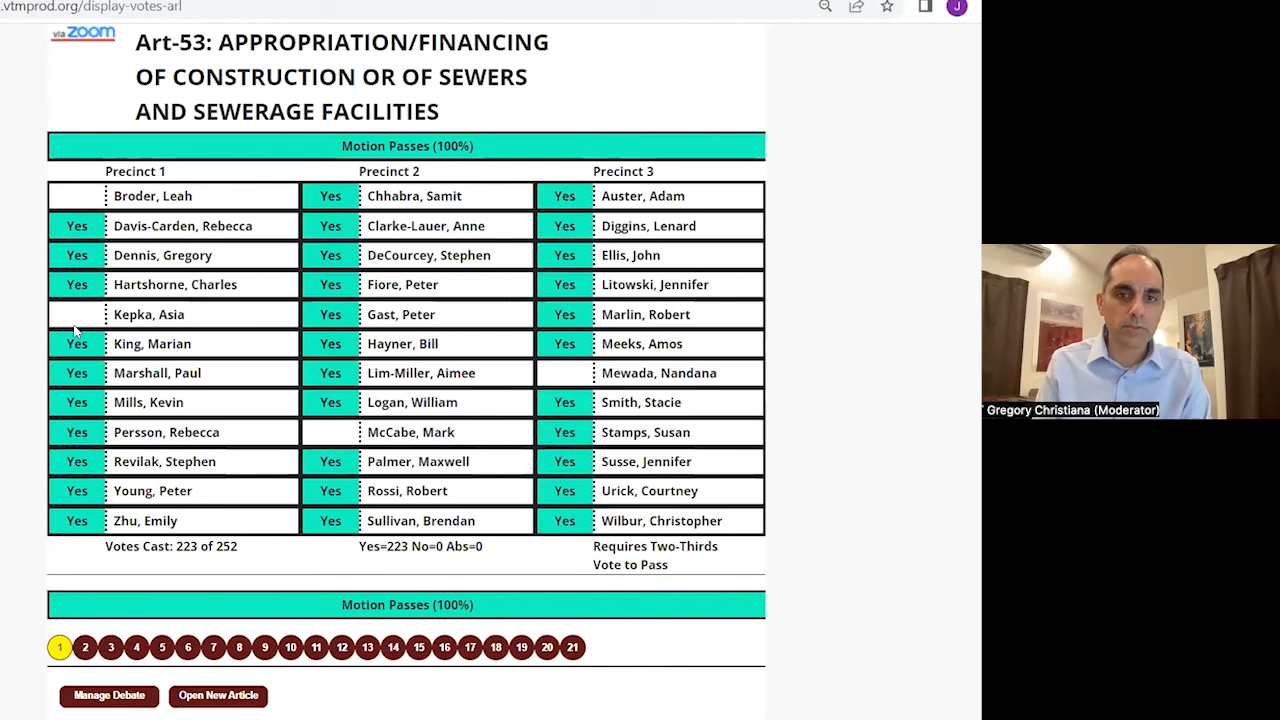 .vtmprod.org/display-votes-arl
J
via zoom
Art-53: APPROPRIATION/FINANCING
OF CONSTRUCTION OR OF SEWERS
AND SEWERAGE FACILITIES
Motion Passes (100%)
Precinct 1 Precinct 2 Precinct 3
Broder, Leah Yes Chhabra, Samit Yes Auster, Adam
Yes Davis-Carden, Rebecca Yes Clarke-Lauer, Anne Yes Diggins, Lenard
Yes Dennis, Gregory Yes DeCourcey, Stephen Yes Ellis, John
Yes Hartshorne, Charles Yes Fiore, Peter Yes Litowski, Jennifer
Kepka, Asia Yes Gast, Peter Yes Marlin, Robert
Yes King, Marian Yes Hayner, Bill Yes Meeks, Amos
Yes Marshall, Paul Yes Lim-Miller, Aimee Mewada, Nandana
Yes Mills, Kevin Yes Logan, William Yes Smith, Stacie
Yes Persson, Rebecca McCabe, Mark Yes Stamps, Susan
Yes Revilak, Stephen Yes Palmer, Maxwell Yes Susse, Jennifer
Yes Young, Peter Yes Rossi, Robert Yes Urick, Courtney
Yes Zhu, Emily Yes Sullivan, Brendan Yes Wilbur, Christopher
Votes Cast: 223 of 252 Yes=223 No=0 Abs=0 Requires Two-Thirds
Vote to Pass
Motion Passes (100%)
1 2 3 4 5 6 7 8 9 10 11 12 13 14 15 16 17 18 19 20 21
Manage Debate Open New Article
Gregory Christiana (Moderator)